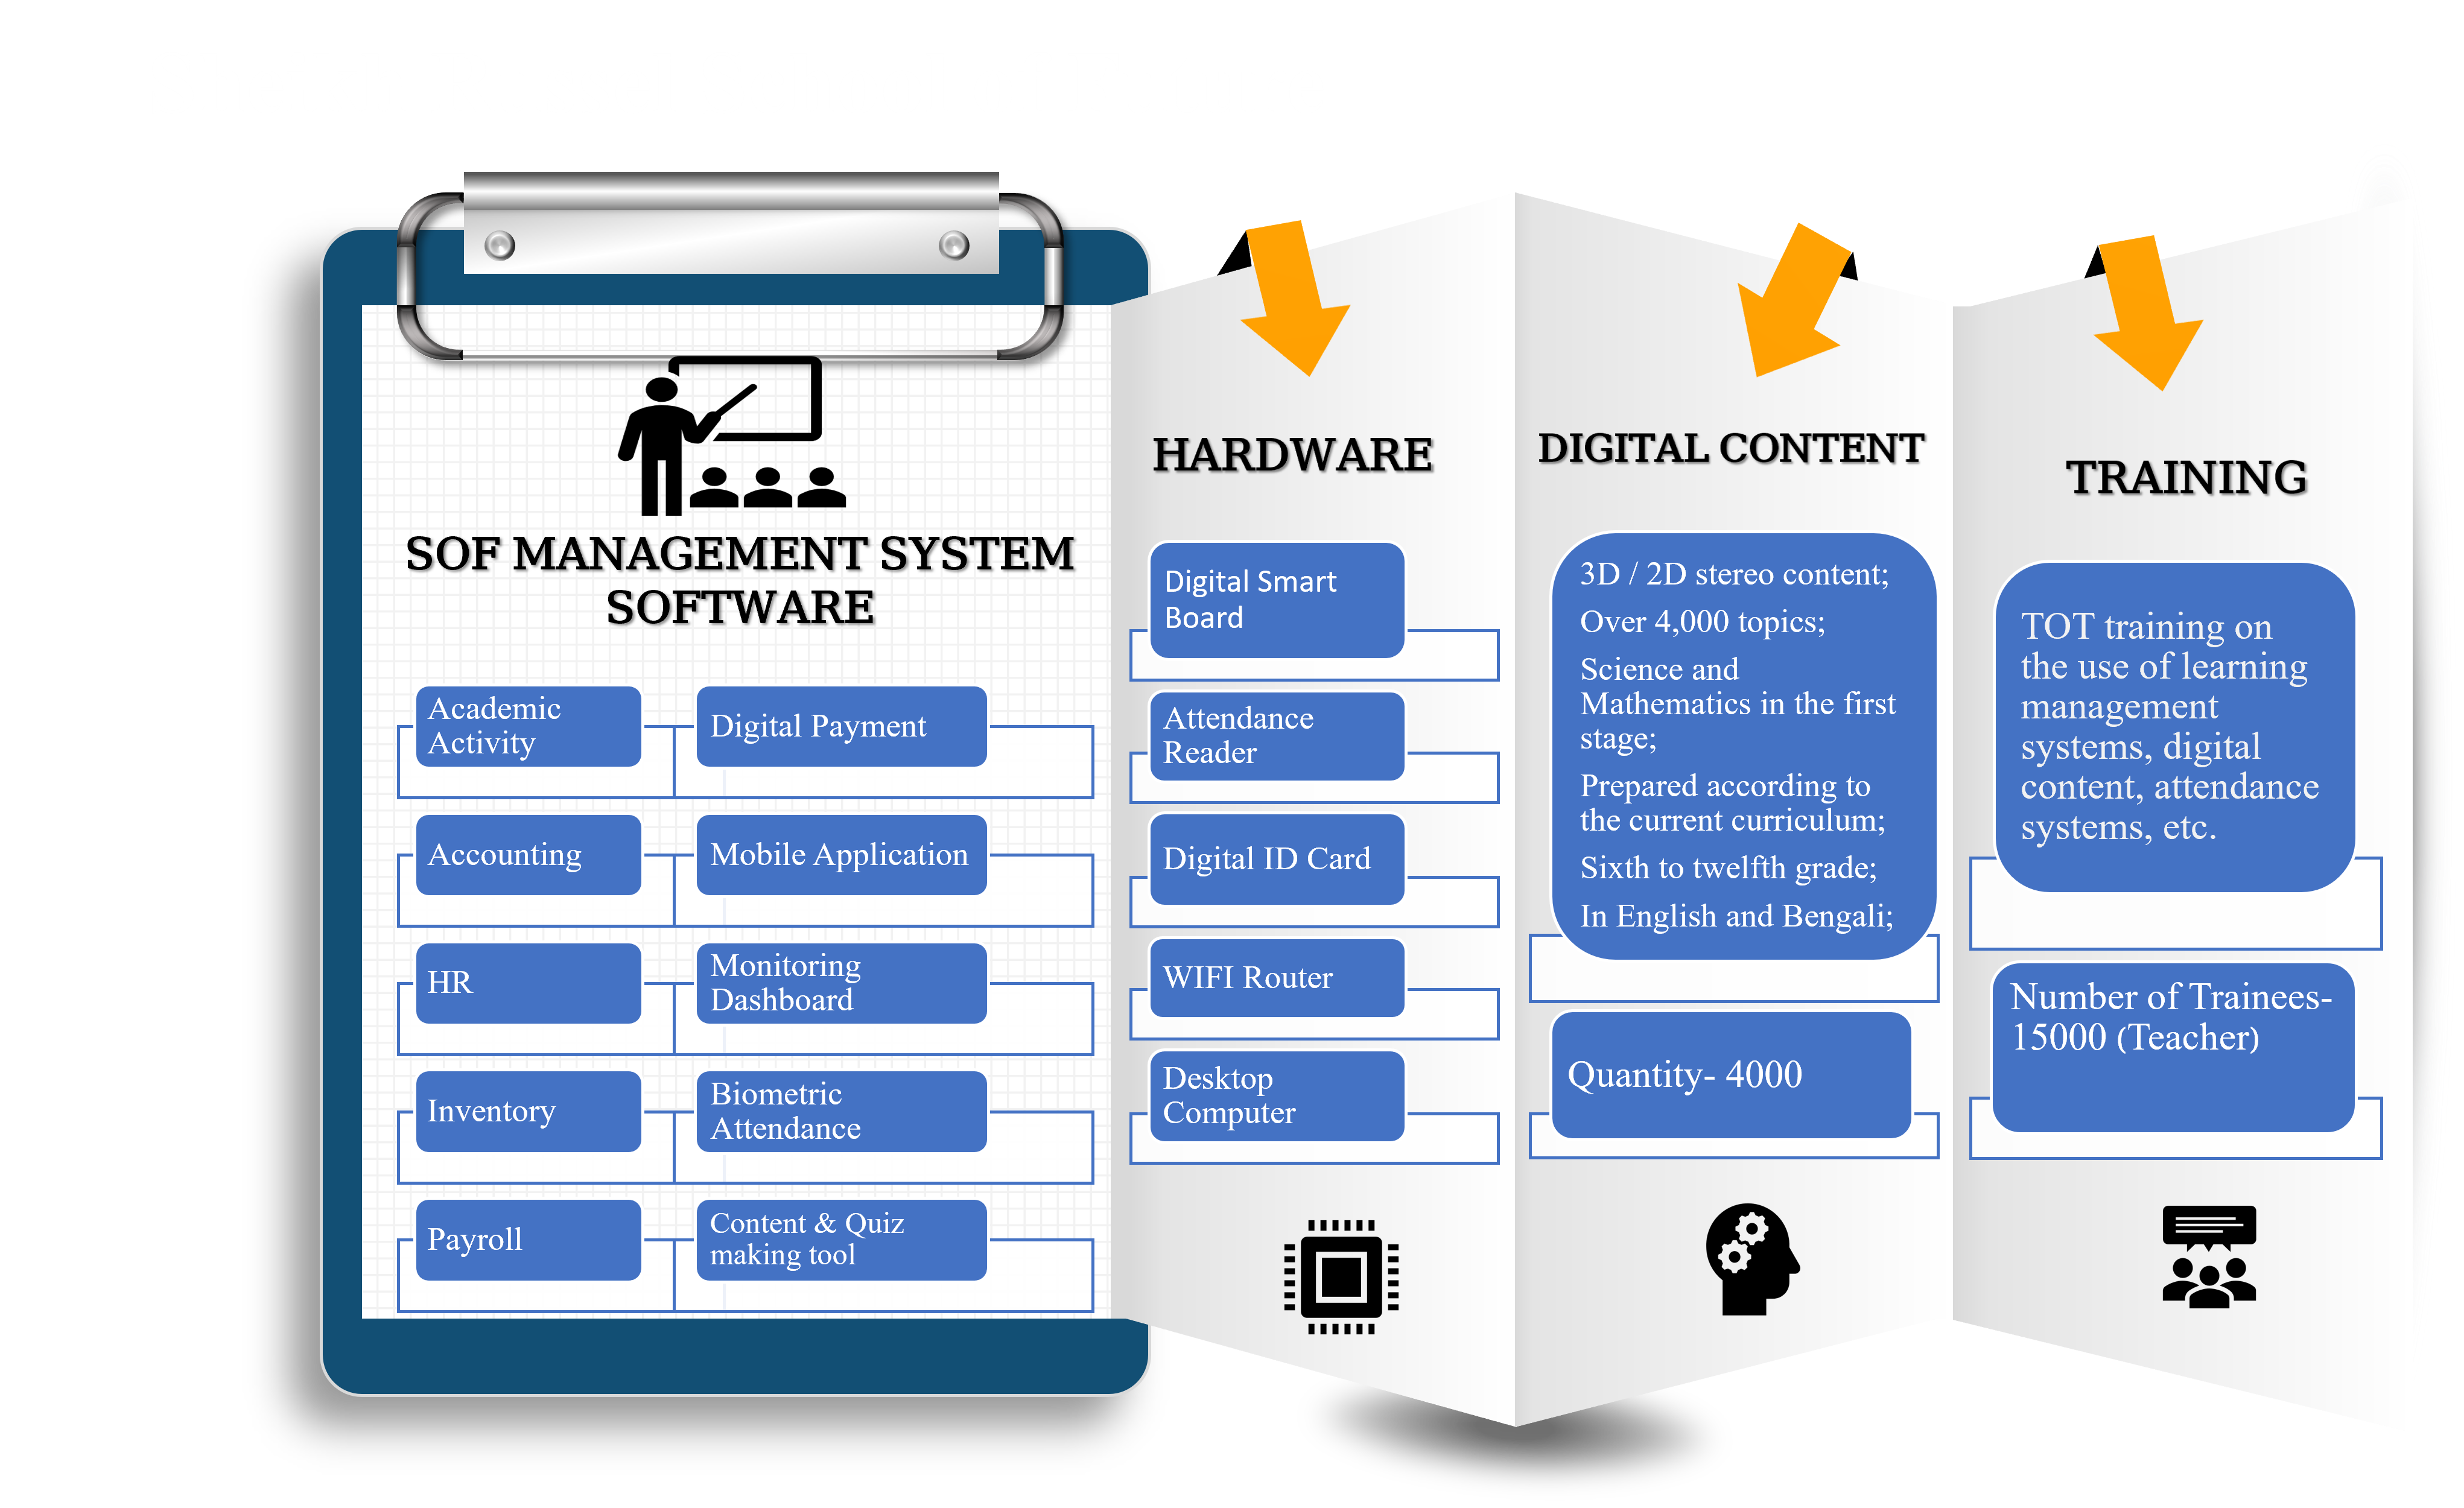 SOF MANAGEMENT SYSTEM
SOFTWARE
Academic
Activity
Digital Payment
Accounting
Mobile Application
HR
Monitoring
Dashboard
Inventory
Biometric
Attendance
Payroll
Content & Quiz
making tool
HARDWARE
Digital Smart
Board
Attendance
Reader
Digital ID Card
WIFI Router
Desktop
Computer
DIGITAL CONTENT
3D / 2D stereo content;
Over 4,000 topics;
Science and
Mathematics in the first
stage;
Prepared according to
the current curriculum;
Sixth to twelfth grade;
In English and Bengali;
Quantity- 4000
TRAINING
TOT training on
the use of learning
management
systems, digital
content, attendance
systems, etc.
Number of Trainees-
15000 (Teacher)